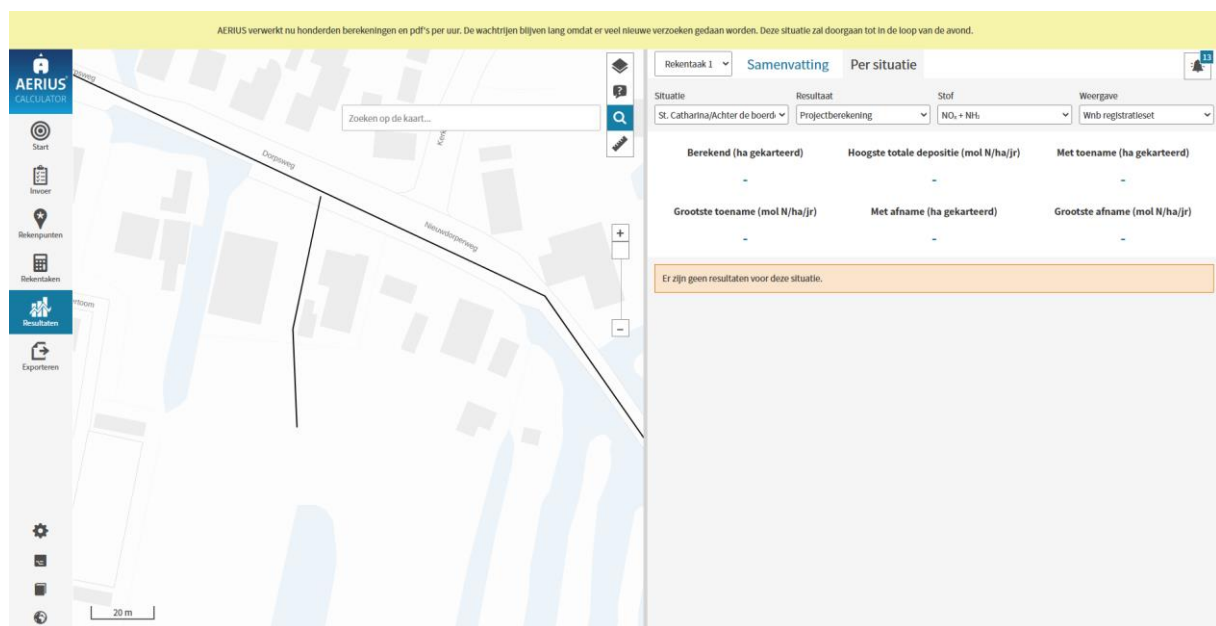 AERIUS verwerkt nu honderden berekeningen en pdf's per uur. De wachtrijen blijven lang omdat er veel nieuwe verzoeken gedaan worden. Deze situatie zal doorgaan tot in de loop van de avond.
AERIUS
CALCULATOR
Start
Invoer
Rekenpunten
Rekentaken
Resultaten
Exporteren
Zoeken op de kaart...
Dorpsweg
Nieuwdorperweg
20 m
Rekentaak 1
Samenvatting
Per situatie
13
Situatie
Resultaat
Stof
Weergave
St. Catharina/Achter de boerd
Projectberekening
NOₓ + NH₃
Wnb registratieset
Berekend (ha gekarteerd)
Hoogste totale depositie (mol N/ha/jr)
Met toename (ha gekarteerd)
-
-
-
Grootste toename (mol N/ha/jr)
Met afname (ha gekarteerd)
Grootste afname (mol N/ha/jr)
-
-
-
Er zijn geen resultaten voor deze situatie.